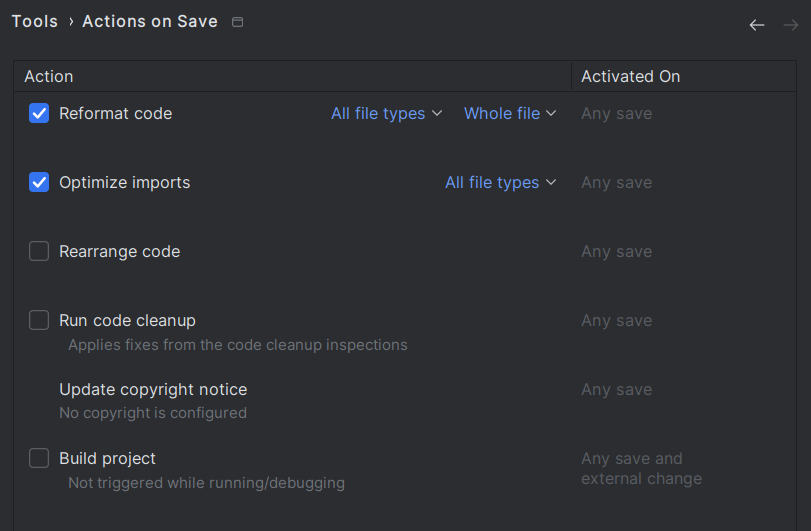 Tools › Actions on Save
Action Activated On
Reformat code All file types Whole file Any save
Optimize imports All file types Any save
Rearrange code Any save
Run code cleanup Any save
Applies fixes from the code cleanup inspections
Update copyright notice Any save
No copyright is configured
Build project Any save and
external change
Not triggered while running/debugging